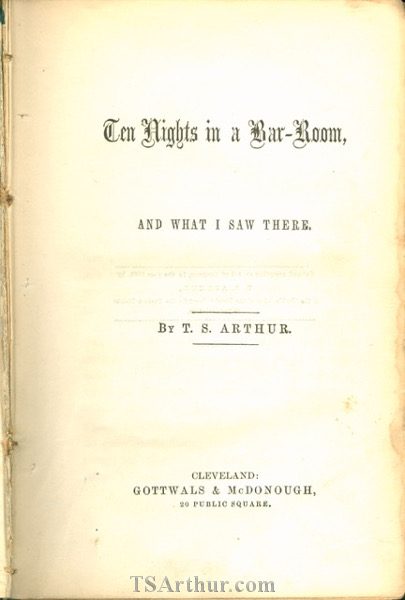 Ten Nights in a Bar-Room,
AND WHAT I SAW THERE.
BY T. S. ARTHUR.
CLEVELAND:
GOTTWALS & McDONOUGH,
20 PUBLIC SQUARE.
TSArthur.com